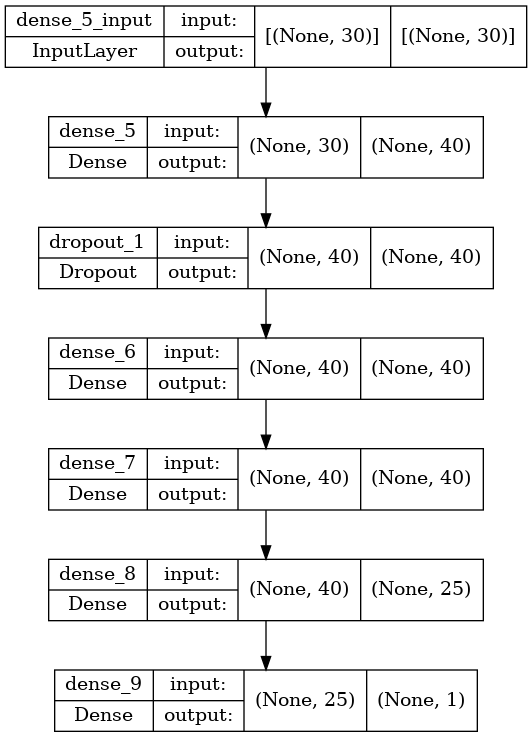 dense_5_input input: [(None, 30)] [(None, 30)]
InputLayer output:
dense_5 input: (None, 30) (None, 40)
Dense output:
dropout_1 input: (None, 40) (None, 40)
Dropout output:
dense_6 input: (None, 40) (None, 40)
Dense output:
dense_7 input: (None, 40) (None, 40)
Dense output:
dense_8 input: (None, 40) (None, 25)
Dense output:
dense_9 input: (None, 25) (None, 1)
Dense output: